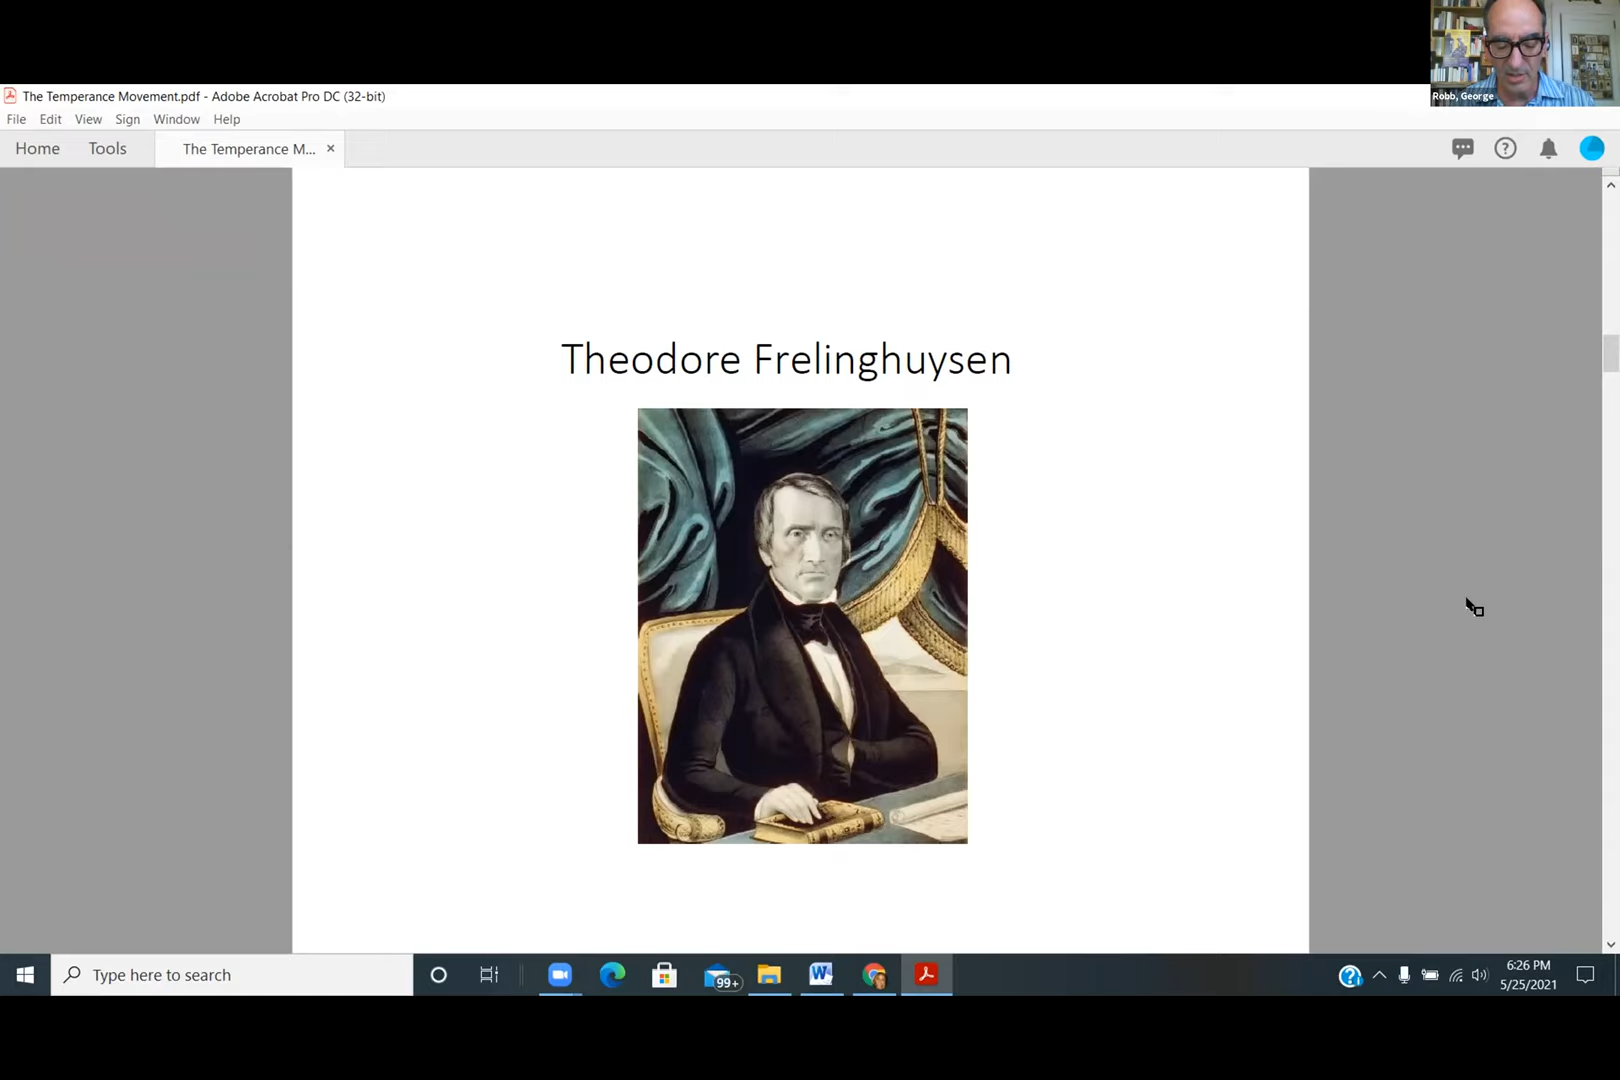 Robb, George
The Temperance Movement.pdf - Adobe Acrobat Pro DC (32-bit)
File Edit View Sign Window Help
Home Tools The Temperance M... ×
Theodore Frelinghuysen
Type here to search
99+
6:26 PM
5/25/2021